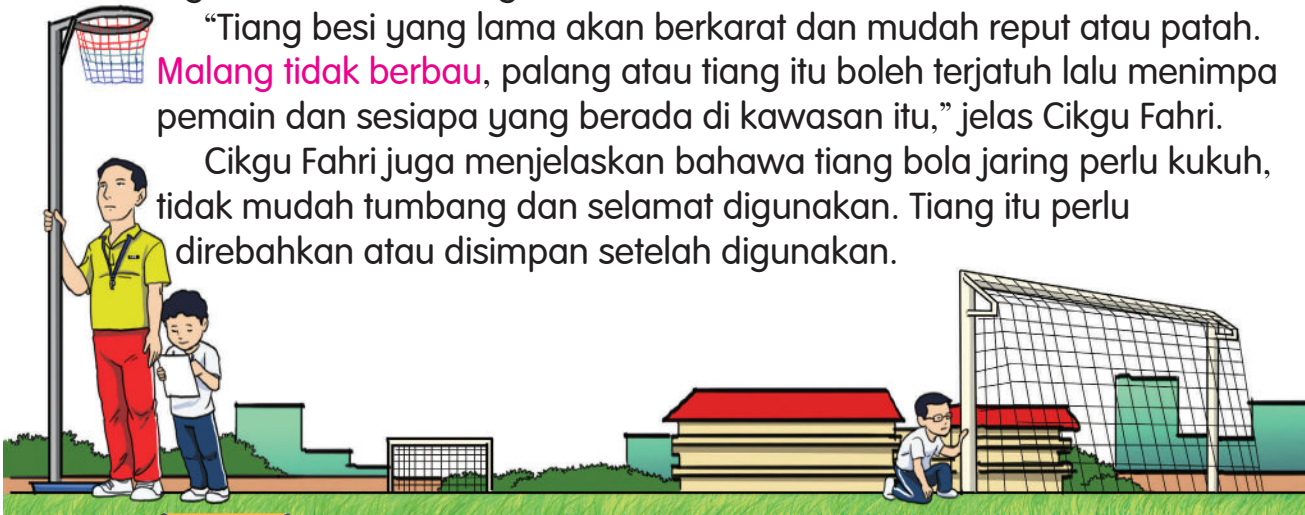 “Tiang besi yang lama akan berkarat dan mudah reput atau patah.
Malang tidak berbau, palang atau tiang itu boleh terjatuh lalu menimpa
pemain dan sesiapa yang berada di kawasan itu,” jelas Cikgu Fahri.
Cikgu Fahri juga menjelaskan bahawa tiang bola jaring perlu kukuh,
tidak mudah tumbang dan selamat digunakan. Tiang itu perlu
direbahkan atau disimpan setelah digunakan.